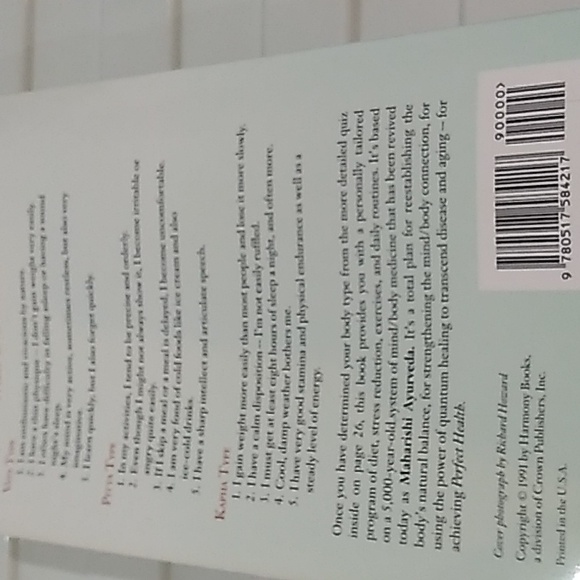 VATA TYPE
1. I am enthusiastic and vivacious by nature.
2. I have a thin physique — I don't gain weight very easily.
3. I often have difficulty in falling asleep or having a sound
night's sleep.
4. My mind is very active, sometimes restless, but also very
imaginative.
5. I learn quickly, but I also forget quickly.
PITTA TYPE
1. In my activities, I tend to be precise and orderly.
2. Even though I might not always show it, I become irritable or
angry quite easily.
3. If I skip a meal or a meal is delayed, I become uncomfortable.
4. I am very fond of cold foods like ice cream and also
ice-cold drinks.
5. I have a sharp intellect and articulate speech.
KAPHA TYPE
1. I gain weight more easily than most people and lose it more slowly.
2. I have a calm disposition — I'm not easily ruffled.
3. I must get at least eight hours of sleep a night, and often more.
4. Cool, damp weather bothers me.
5. I have very good stamina and physical endurance as well as a
steady level of energy.
Once you have determined your body type from the more detailed quiz
inside on page 26, this book provides you with a personally tailored
program of diet, stress reduction, exercises, and daily routines. It's based
on a 5,000-year-old system of mind/body medicine that has been revived
today as Maharishi Ayurveda. It's a total plan for reestablishing the
body's natural balance, for strengthening the mind/body connection, for
using the power of quantum healing to transcend disease and aging — for
achieving Perfect Health.
Cover photograph by Richard Howard
Copyright © 1991 by Harmony Books,
a division of Crown Publishers, Inc.
Printed in the U.S.A.
90000>
9 780517 584217